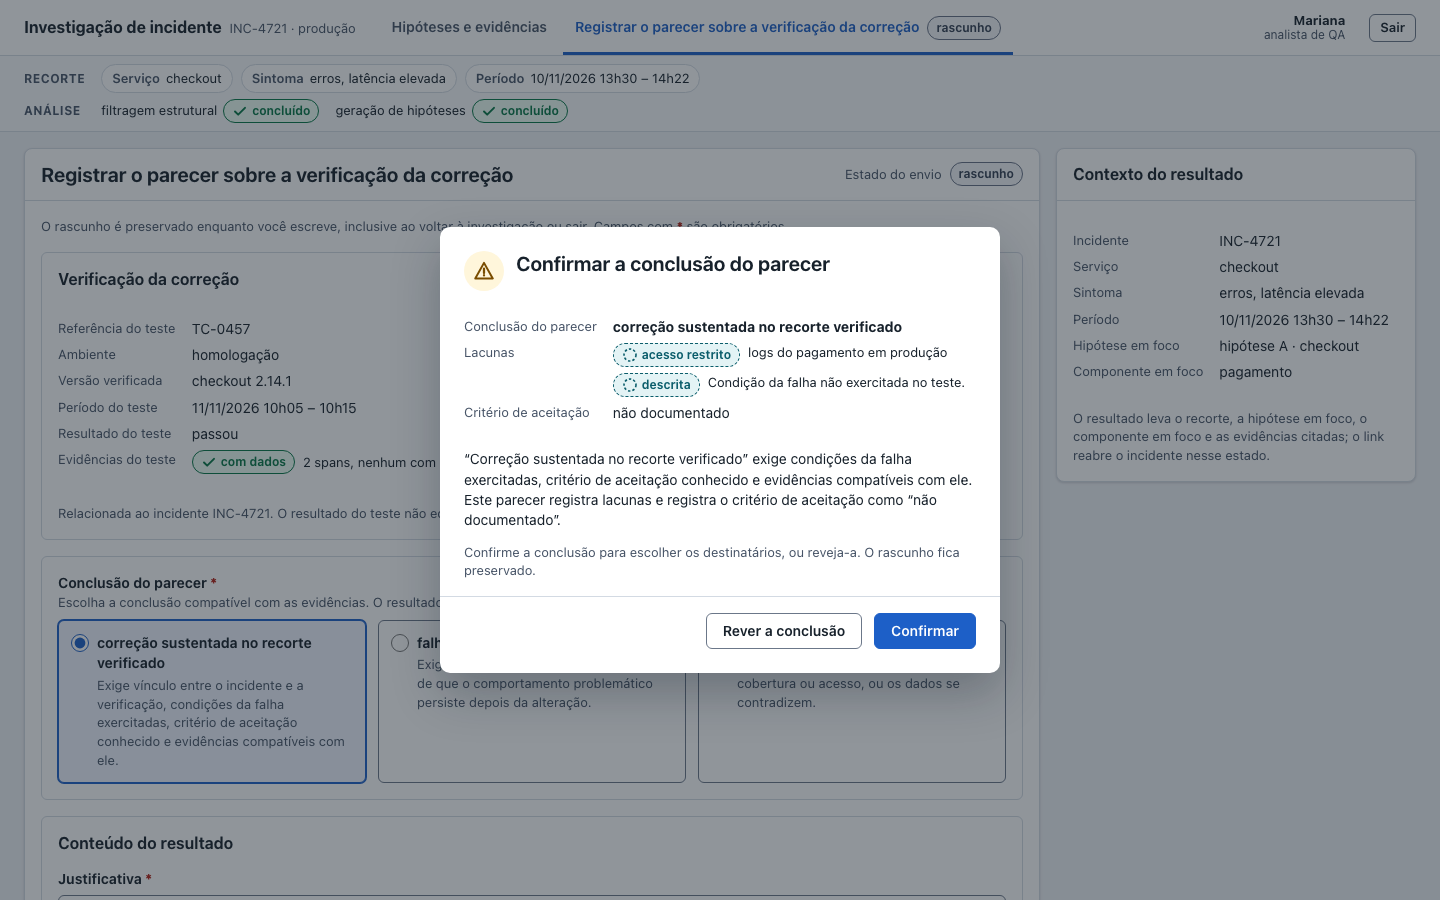 Investigação de incidente INC-4721 · produção
Hipóteses e evidências
Registrar o parecer sobre a verificação da correção rascunho
Mariana
analista de QA
Sair
RECORTE Serviço checkout Sintoma erros, latência elevada Período 10/11/2026 13h30 – 14h22
ANÁLISE filtragem estrutural concluído geração de hipóteses concluído
Registrar o parecer sobre a verificação da correção
Estado do envio rascunho
O rascunho é preservado enquanto você escreve, inclusive ao voltar à investigação ou sair. Campos com * são obrigatórios.
Verificação da correção
Referência do teste TC-0457
Ambiente homologação
Versão verificada checkout 2.14.1
Período do teste 11/11/2026 10h05 – 10h15
Resultado do teste passou
Evidências do teste com dados 2 spans, nenhum com
Relacionada ao incidente INC-4721. O resultado do teste não
Conclusão do parecer *
Escolha a conclusão compatível com as evidências. O resultado
correção sustentada no recorte
verificado
Exige vínculo entre o incidente e a
verificação, condições da falha
exercitadas, critério de aceitação
conhecido e evidências compatíveis com
ele.
de que o comportamento problemático
persiste depois da alteração.
cobertura ou acesso, ou os dados se
contradizem.
Conteúdo do resultado
Justificativa *
Confirmar a conclusão do parecer
Conclusão do parecer correção sustentada no recorte verificado
Lacunas acesso restrito logs do pagamento em produção
descrita Condição da falha não exercitada no teste.
Critério de aceitação não documentado
“Correção sustentada no recorte verificado” exige condições da falha
exercitadas, critério de aceitação conhecido e evidências compatíveis com ele.
Este parecer registra lacunas e registra o critério de aceitação como “não
documentado”.
Confirme a conclusão para escolher os destinatários, ou reveja-a. O rascunho fica
preservado.
Rever a conclusão
Confirmar
Contexto do resultado
Incidente INC-4721
Serviço checkout
Sintoma erros, latência elevada
Período 10/11/2026 13h30 – 14h22
Hipótese em foco hipótese A · checkout
Componente em foco pagamento
O resultado leva o recorte, a hipótese em foco, o
componente em foco e as evidências citadas; o link
reabre o incidente nesse estado.